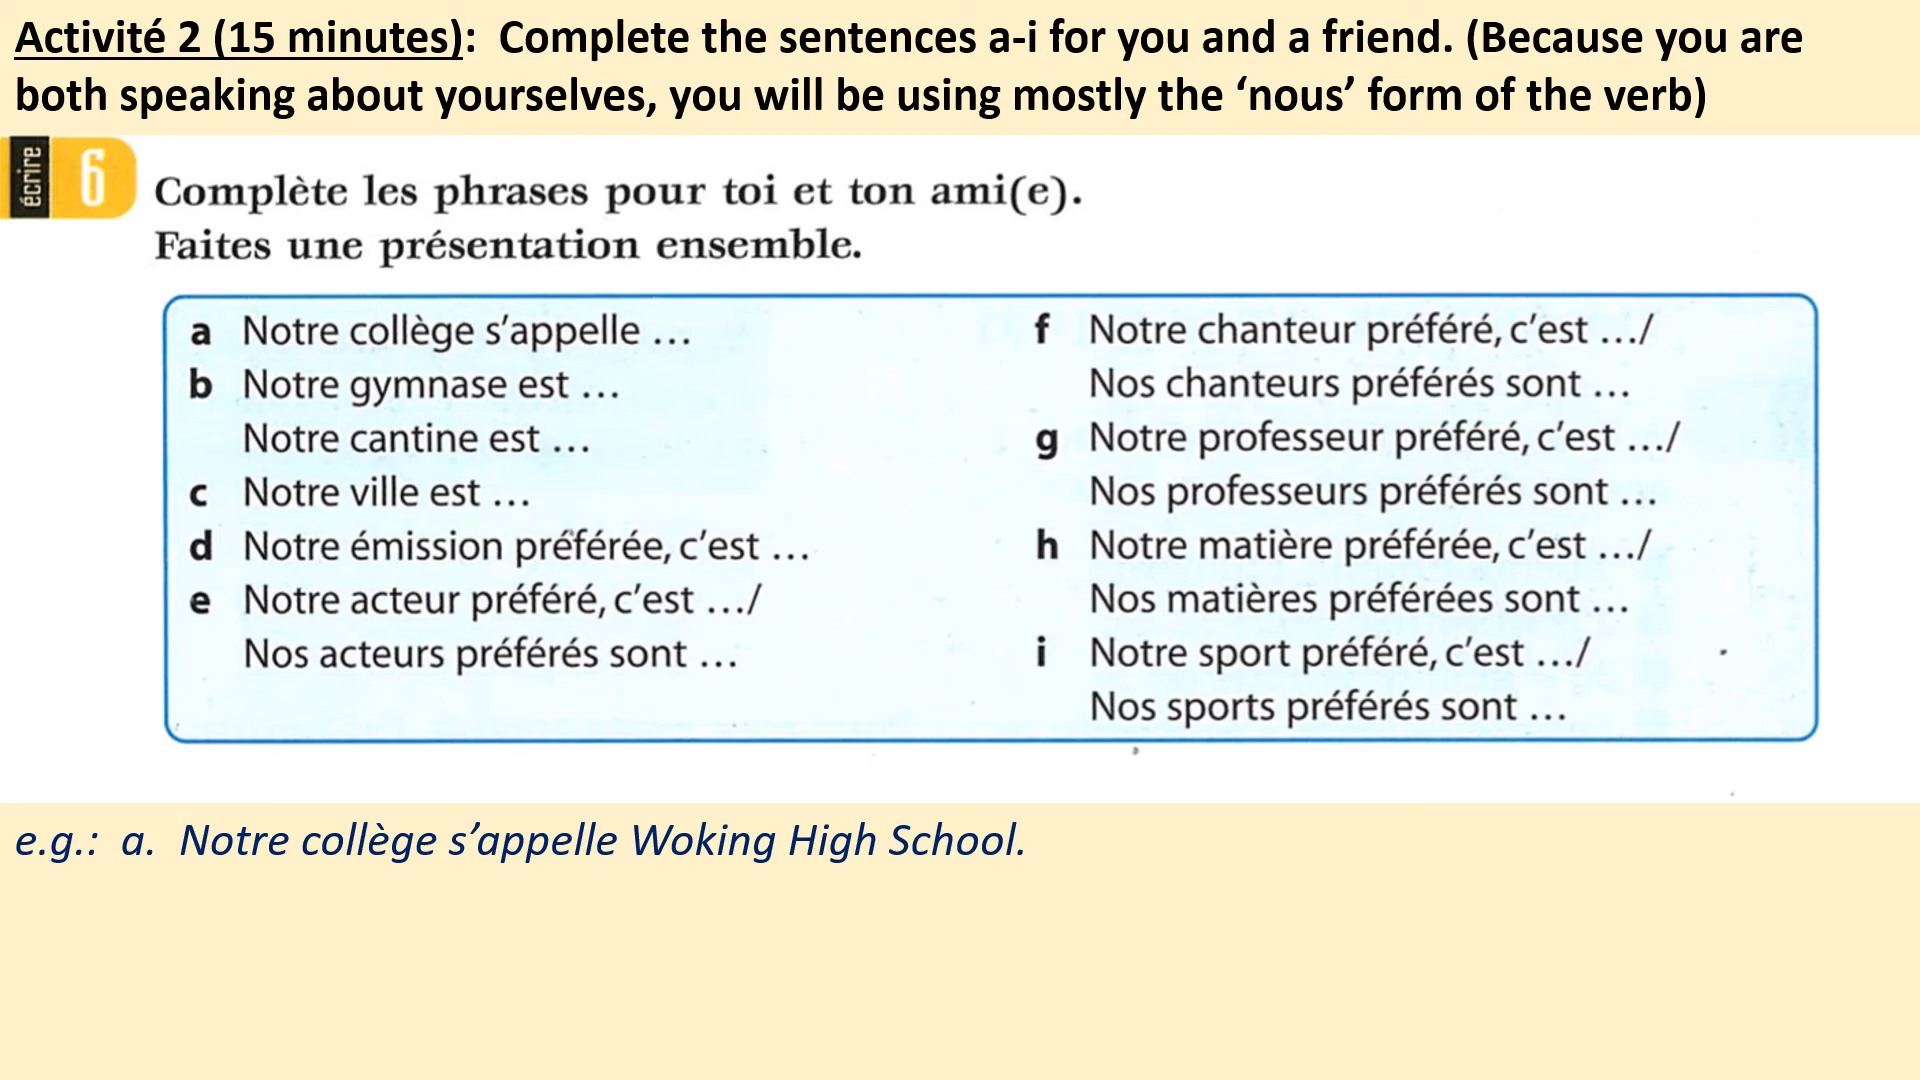 Activité 2 (15 minutes):  Complete the sentences a-i for you and a friend. (Because you are
both speaking about yourselves, you will be using mostly the ‘nous’ form of the verb)
écrire 6
Complète les phrases pour toi et ton ami(e).
Faites une présentation ensemble.
a Notre collège s’appelle …
b Notre gymnase est …
Notre cantine est …
c Notre ville est …
d Notre émission préférée, c’est …
e Notre acteur préféré, c’est …/
Nos acteurs préférés sont …
f Notre chanteur préféré, c’est …/
Nos chanteurs préférés sont …
g Notre professeur préféré, c’est …/
Nos professeurs préférés sont …
h Notre matière préférée, c’est …/
Nos matières préférées sont …
i Notre sport préféré, c’est …/
Nos sports préférés sont …
e.g.:  a.  Notre collège s’appelle Woking High School.